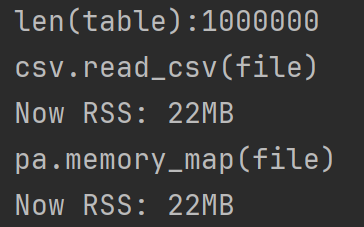 len(table):1000000
csv.read_csv(file)
Now RSS: 22MB
pa.memory_map(file)
Now RSS: 22MB